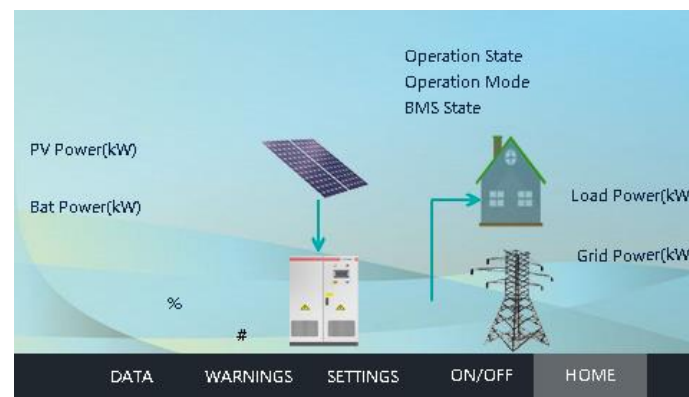 Operation State
Operation Mode
BMS State
PV Power(kW)
Bat Power(kW)
Load Power(kW
Grid Power(kW
%
#
DATA WARNINGS SETTINGS ON/OFF HOME